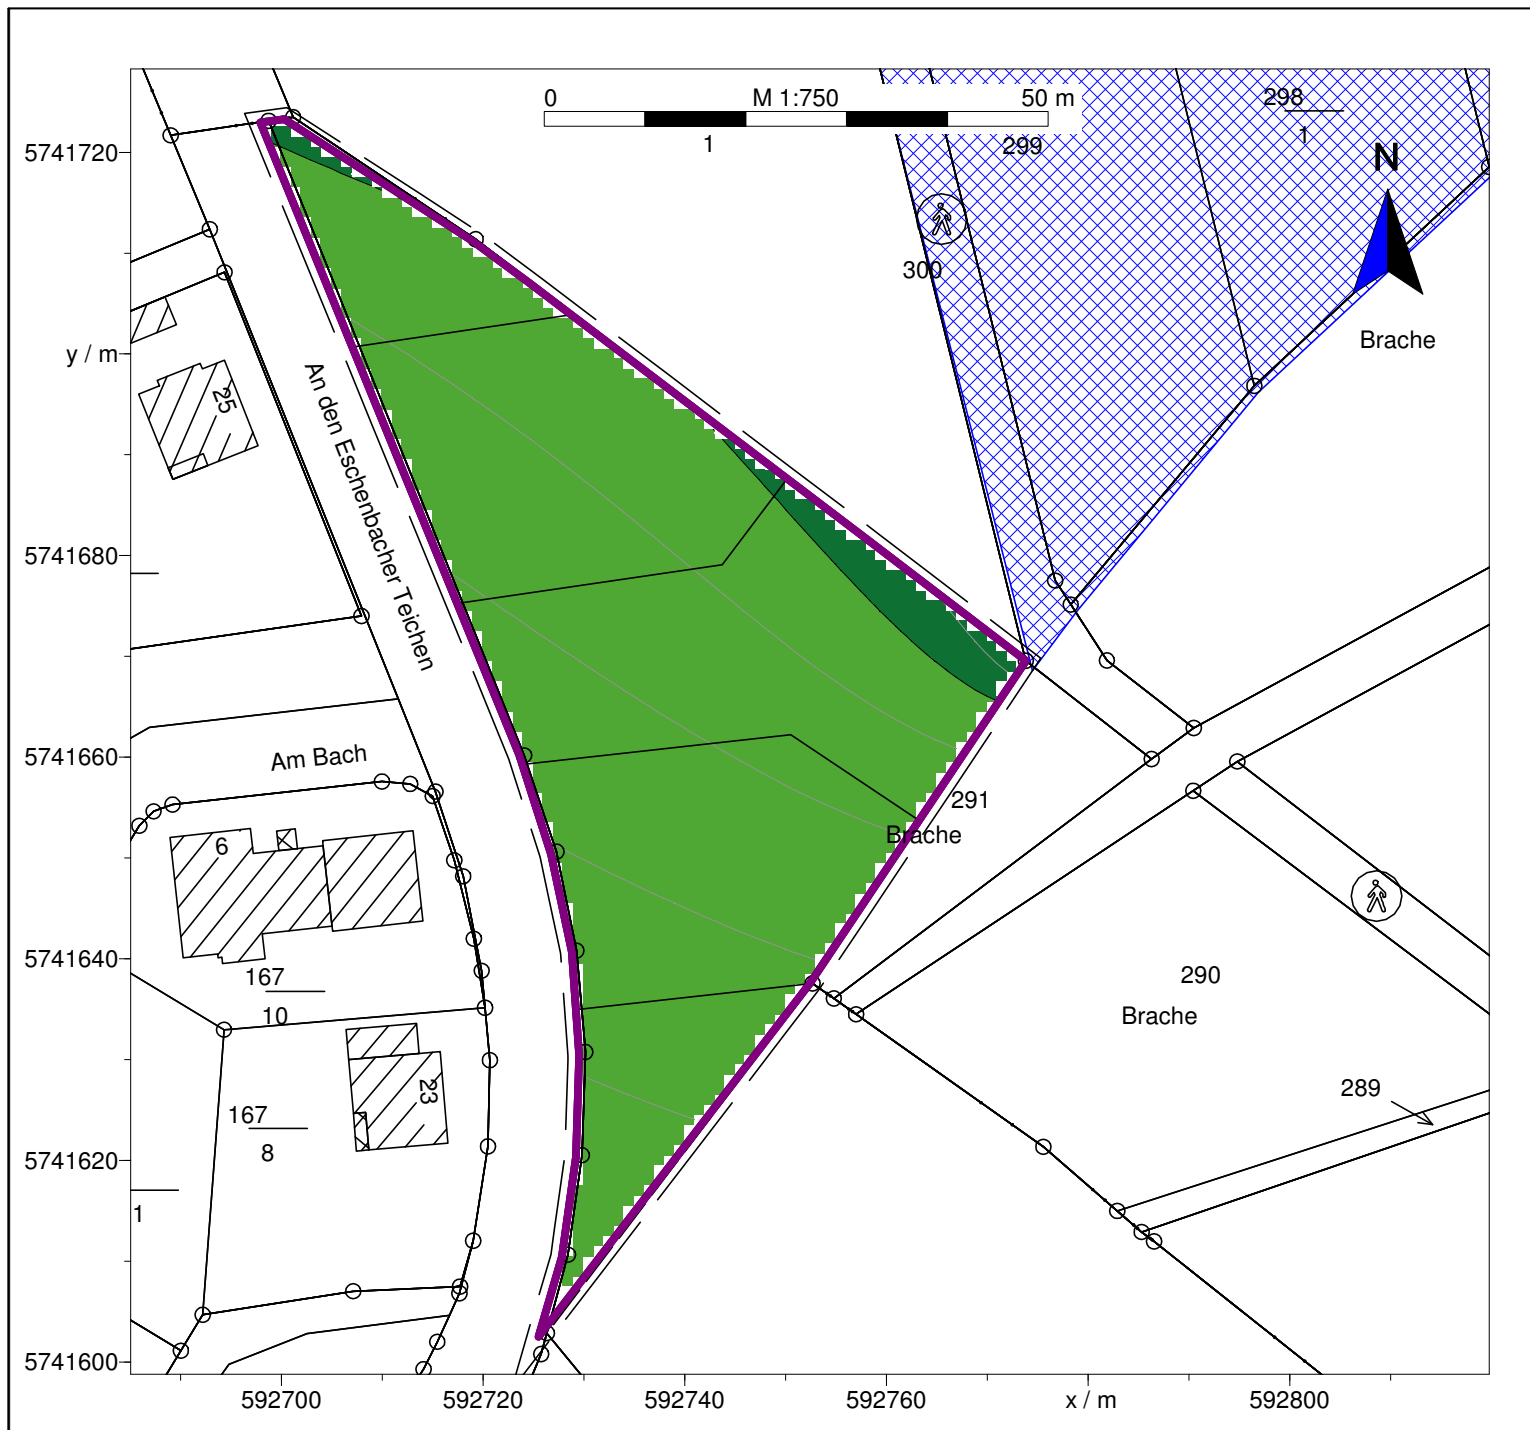 0 M 1:750 50 m
1
298
1
299
N
5741720
300
Brache
y / m
25
An den Eschenbacher Teichen
5741680
5741660
Am Bach
291
Brache
6
5741640
167
10
290
Brache
23
289
167
8
5741620
1
5741600
592700 592720 592740 592760 x / m 592800